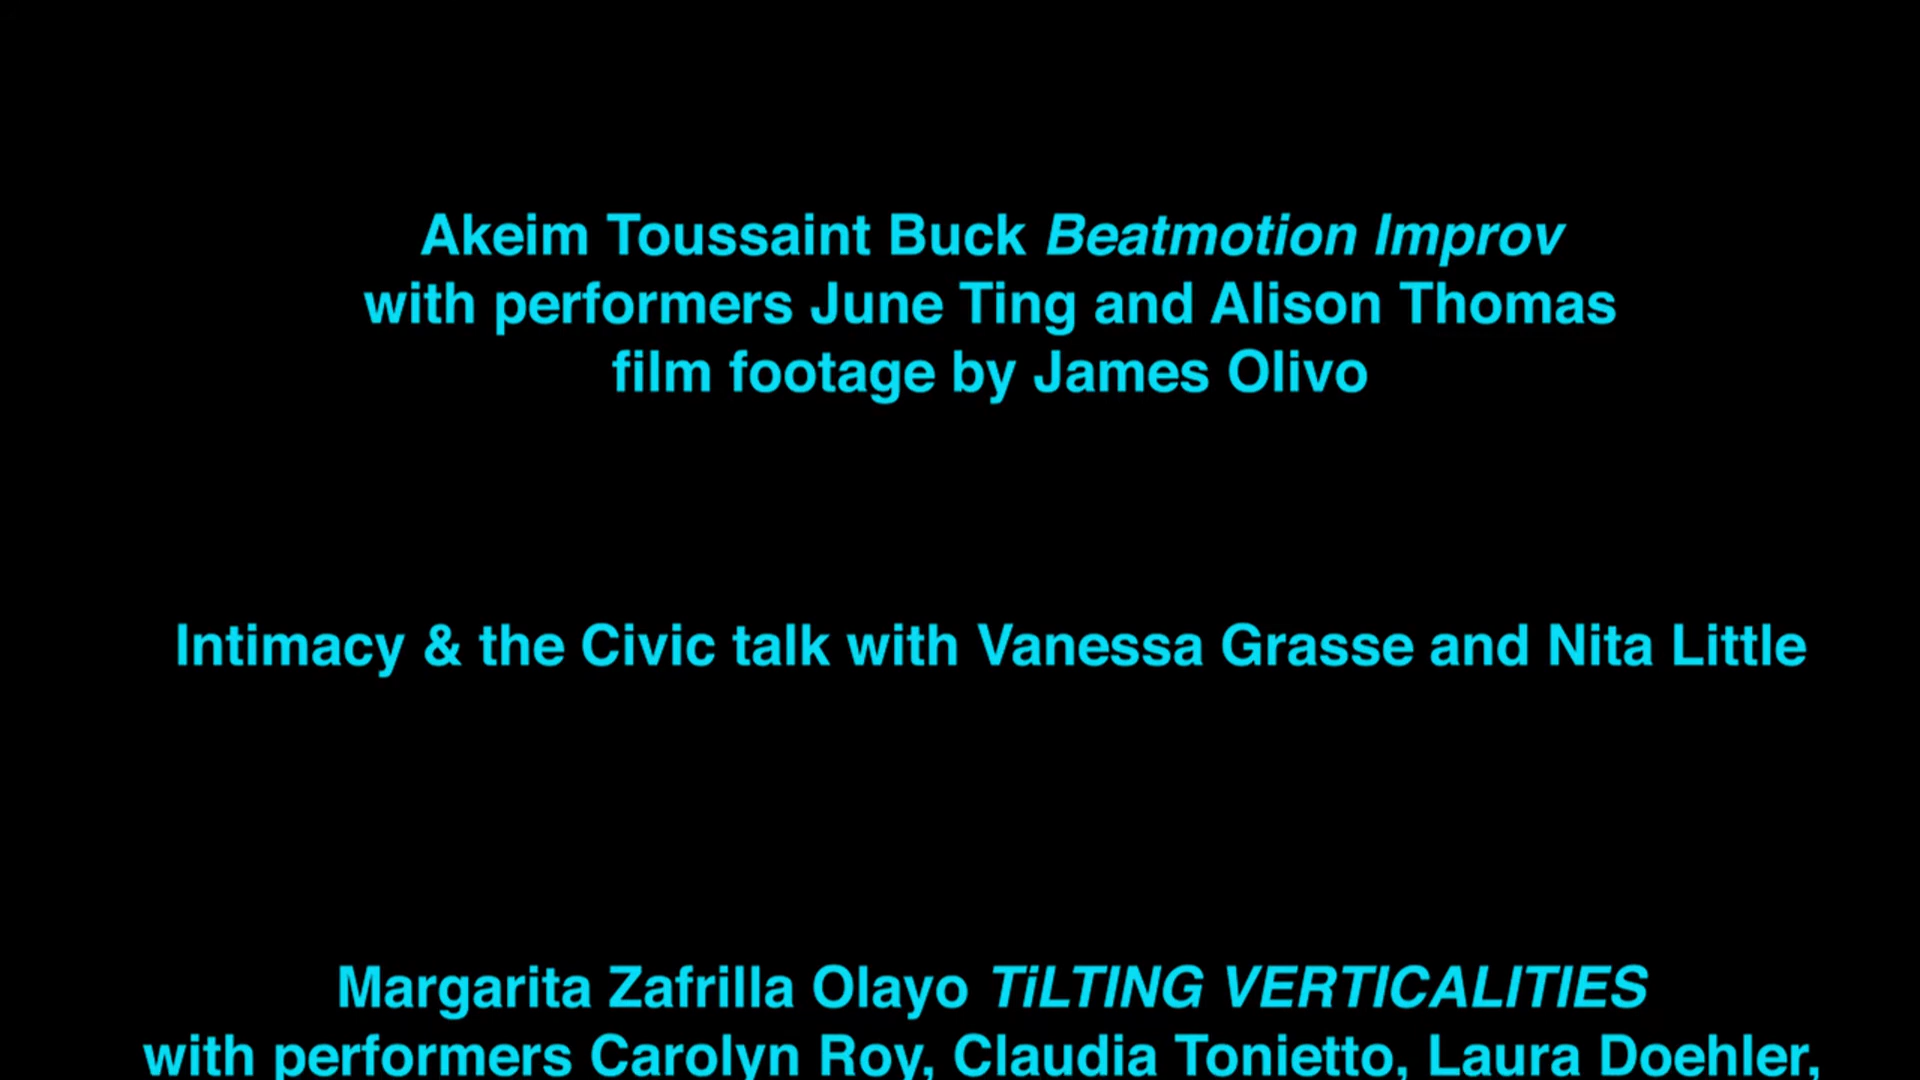 Akeim Toussaint Buck Beatmotion Improv
with performers June Ting and Alison Thomas
film footage by James Olivo
Intimacy & the Civic talk with Vanessa Grasse and Nita Little
Margarita Zafrilla Olayo TiLTING VERTICALITIES
with performers Carolyn Roy, Claudia Tonietto, Laura Doehler,